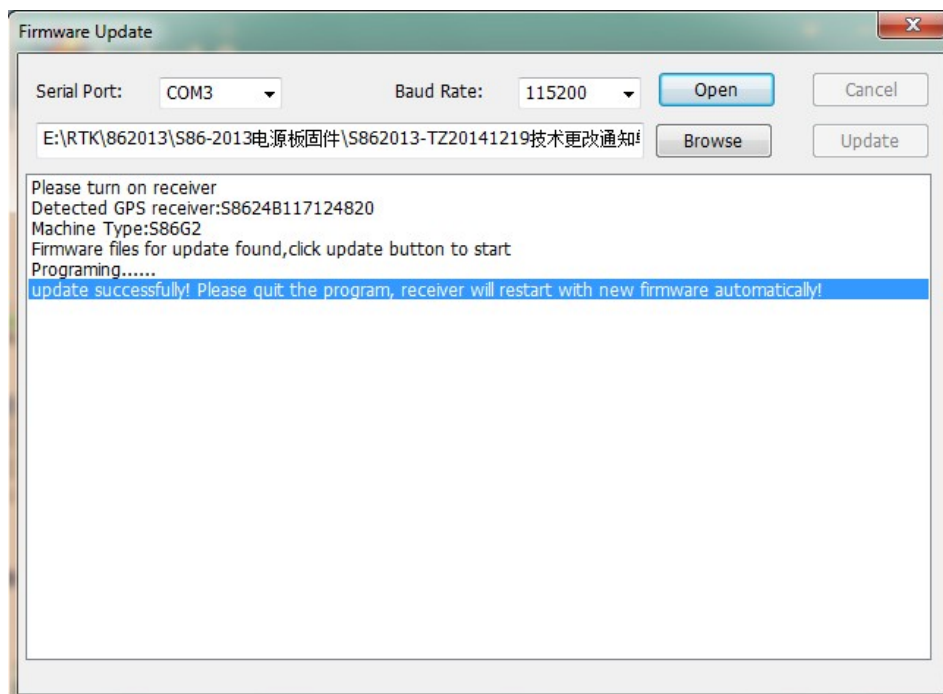 Firmware Update
Serial Port: COM3 Baud Rate: 115200 Open Cancel
E:\RTK\862013\S86-2013电源板固件\S862013-TZ20141219技术更改通知 Browse Update
Please turn on receiver
Detected GPS receiver:S8624B117124820
Machine Type:S86G2
Firmware files for update found,click update button to start
Programing......
update successfully! Please quit the program, receiver will restart with new firmware automatically!